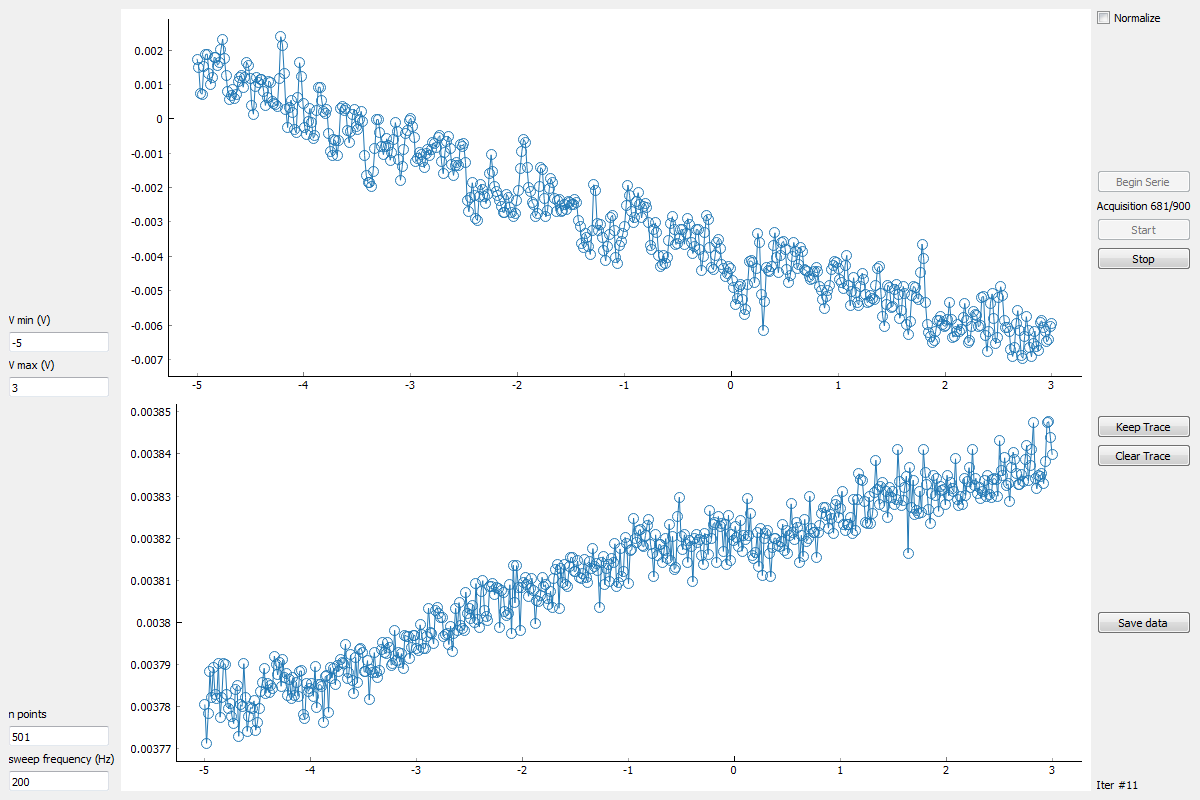 Normalize
0.002
0.001
0
-0.001
-0.002
-0.003
-0.004
-0.005
-0.006
-0.007
-5 -4 -3 -2 -1 0 1 2 3
Begin Serie
Acquisition 681/900
Start
Stop
V min (V)
-5
V max (V)
3
0.00385
0.00384
0.00383
0.00382
0.00381
0.0038
0.00379
0.00378
0.00377
-5 -4 -3 -2 -1 0 1 2 3
Keep Trace
Clear Trace
Save data
n points
501
sweep frequency (Hz)
200
Iter #11